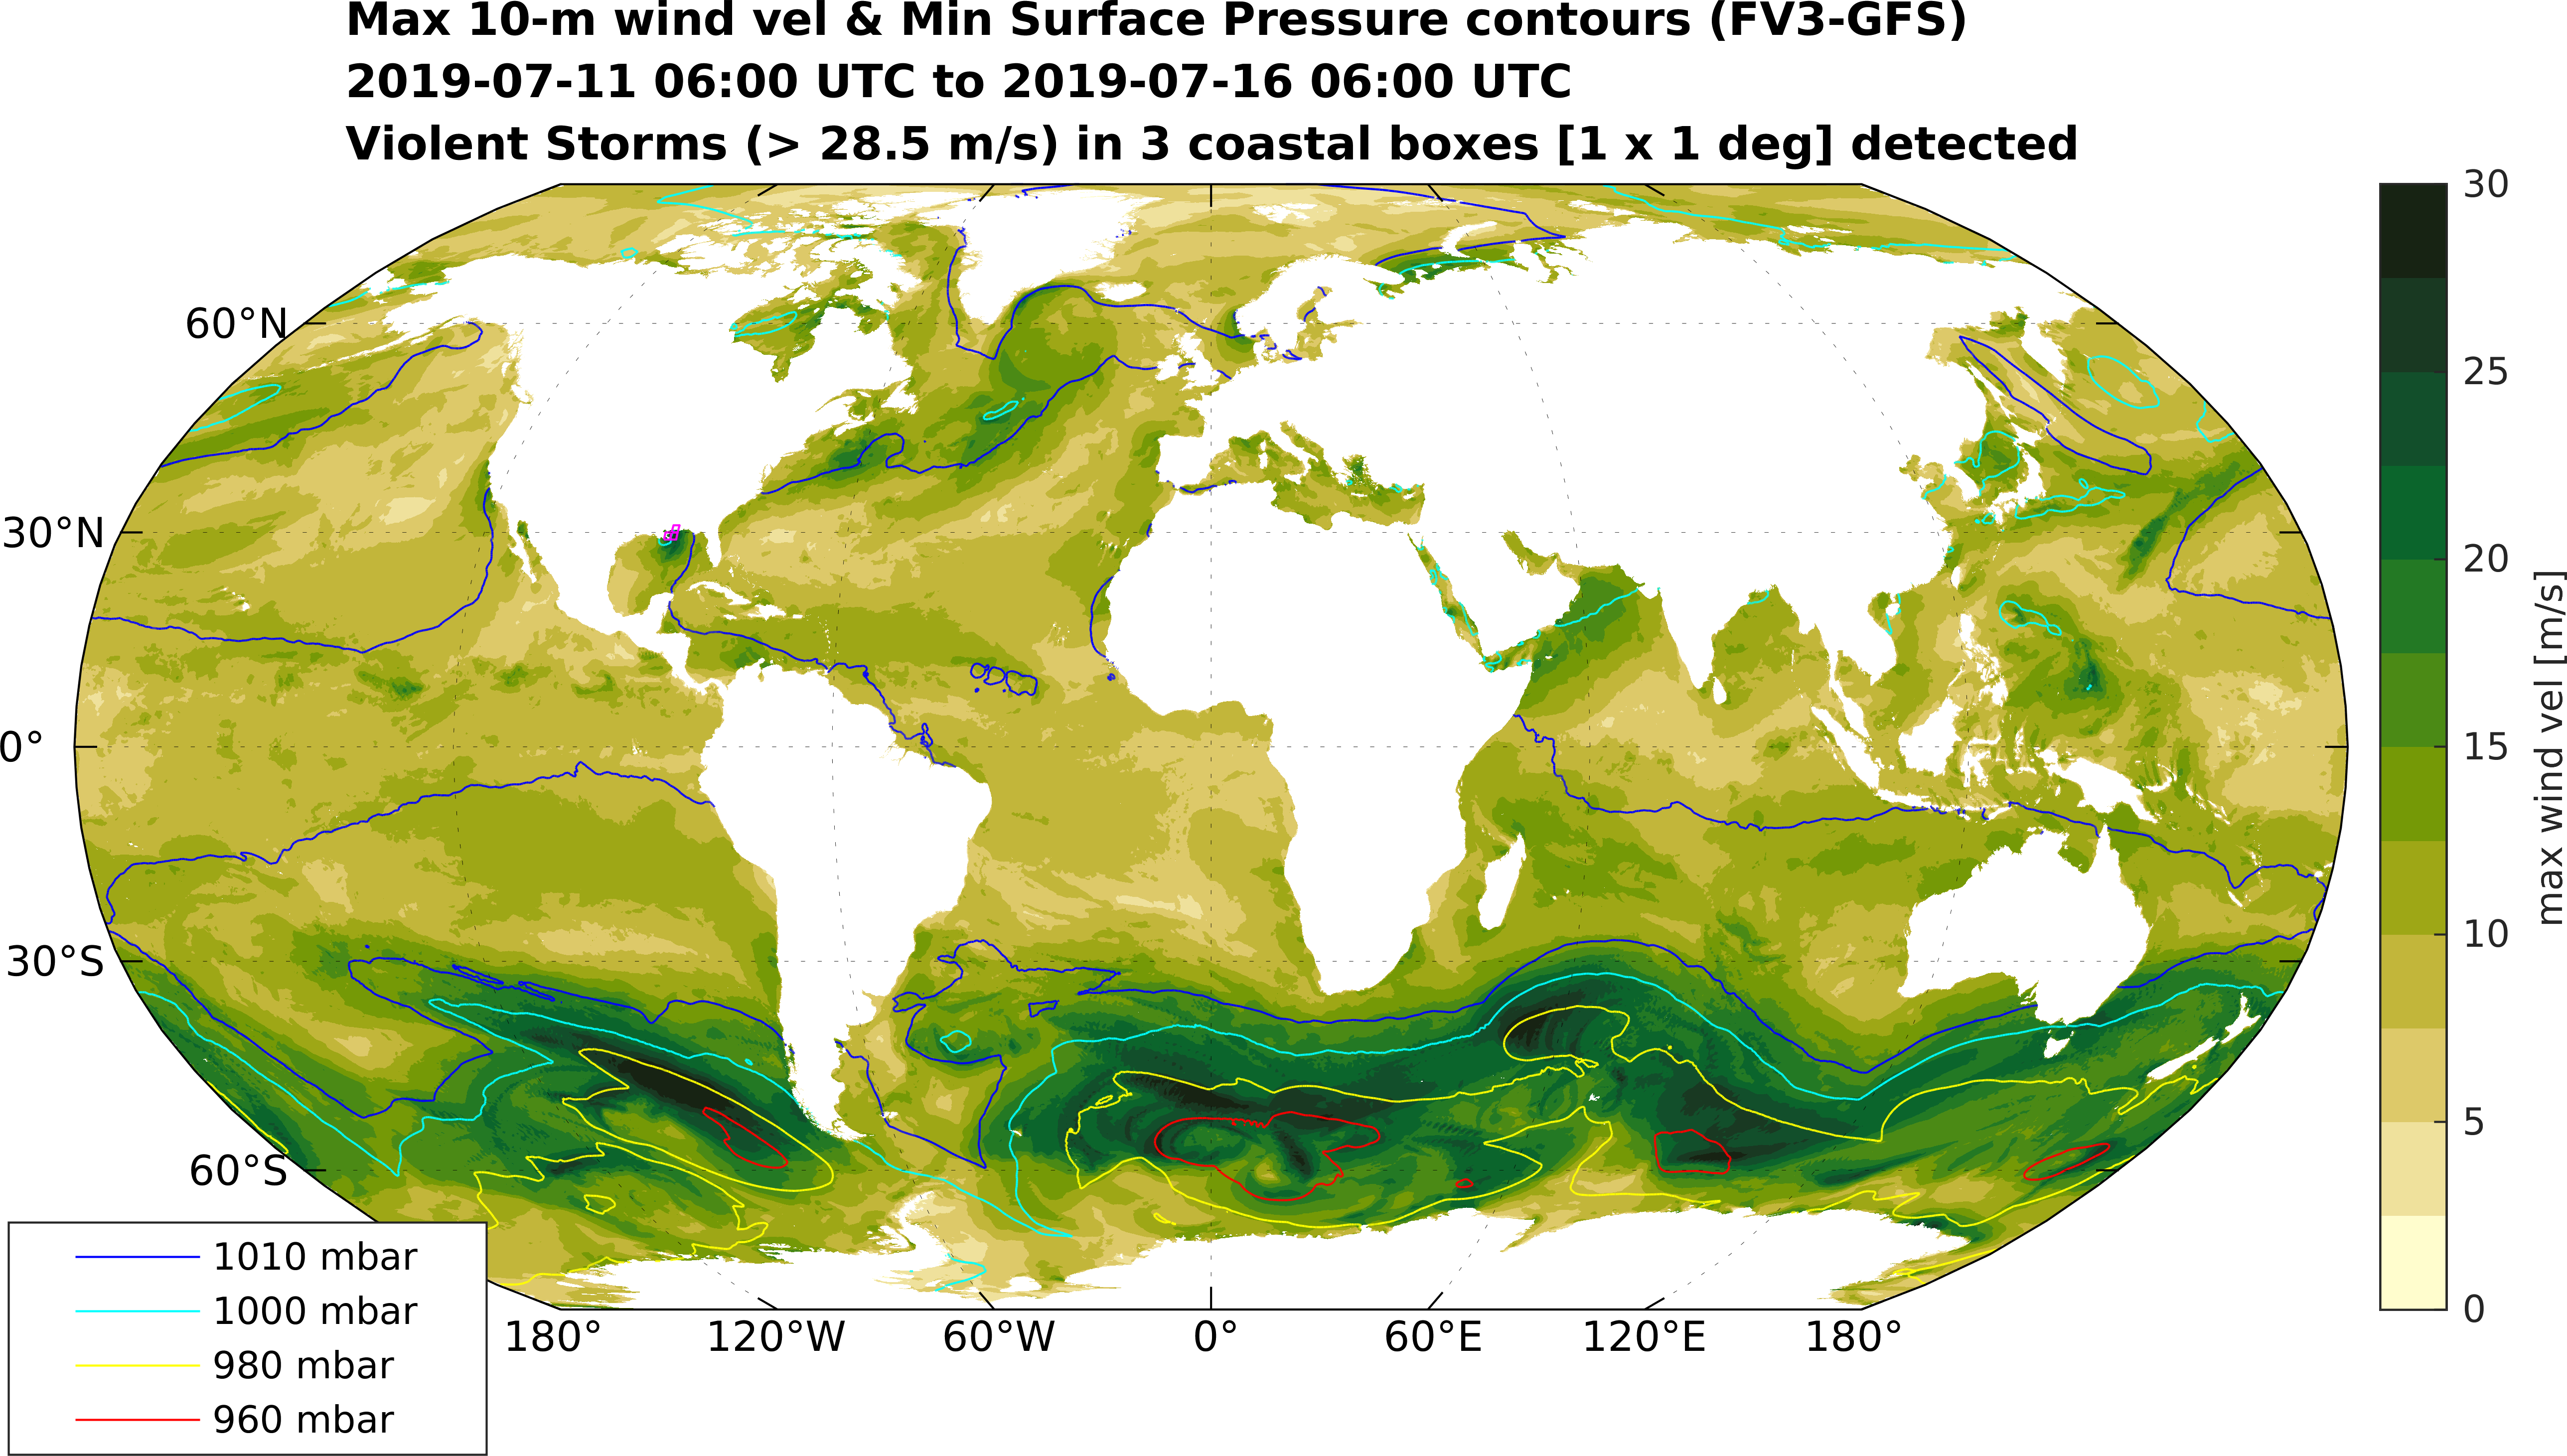 Max 10-m wind vel & Min Surface Pressure contours (FV3-GFS)
2019-07-11 06:00 UTC to 2019-07-16 06:00 UTC
Violent Storms (> 28.5 m/s) in 3 coastal boxes [1 x 1 deg] detected
60°N
30°N
0°
30°S
60°S
180°
120°W
60°W
0°
60°E
120°E
180°
1010 mbar
1000 mbar
980 mbar
960 mbar
30
25
20
15
10
5
0
max wind vel [m/s]